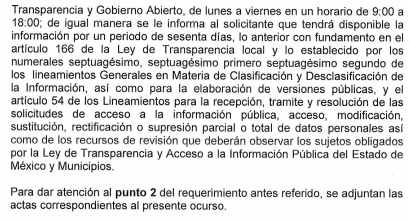 Transparencia y Gobierno Abierto, de lunes a viernes en un horario de 9:00 a
18:00; de igual manera se le informa al solicitante que tendrá disponible la
información por un periodo de sesenta días, lo anterior con fundamento en el
artículo 166 de la Ley de Transparencia local y lo establecido por los
numerales septuagésimo, septuagésimo primero septuagésimo segundo de
los lineamientos Generales en Materia de Clasificación y Desclasificación de
la Información, así como para la elaboración de versiones públicas, y el
artículo 54 de los Lineamientos para la recepción, tramite y resolución de las
solicitudes de acceso a la información pública, acceso, modificación,
sustitución, rectificación o supresión parcial o total de datos personales así
como de los recursos de revisión que deberán observar los sujetos obligados
por la Ley de Transparencia y Acceso a la Información Pública del Estado de
México y Municipios.
Para dar atención al punto 2 del requerimiento antes referido, se adjuntan las
actas correspondientes al presente ocurso.